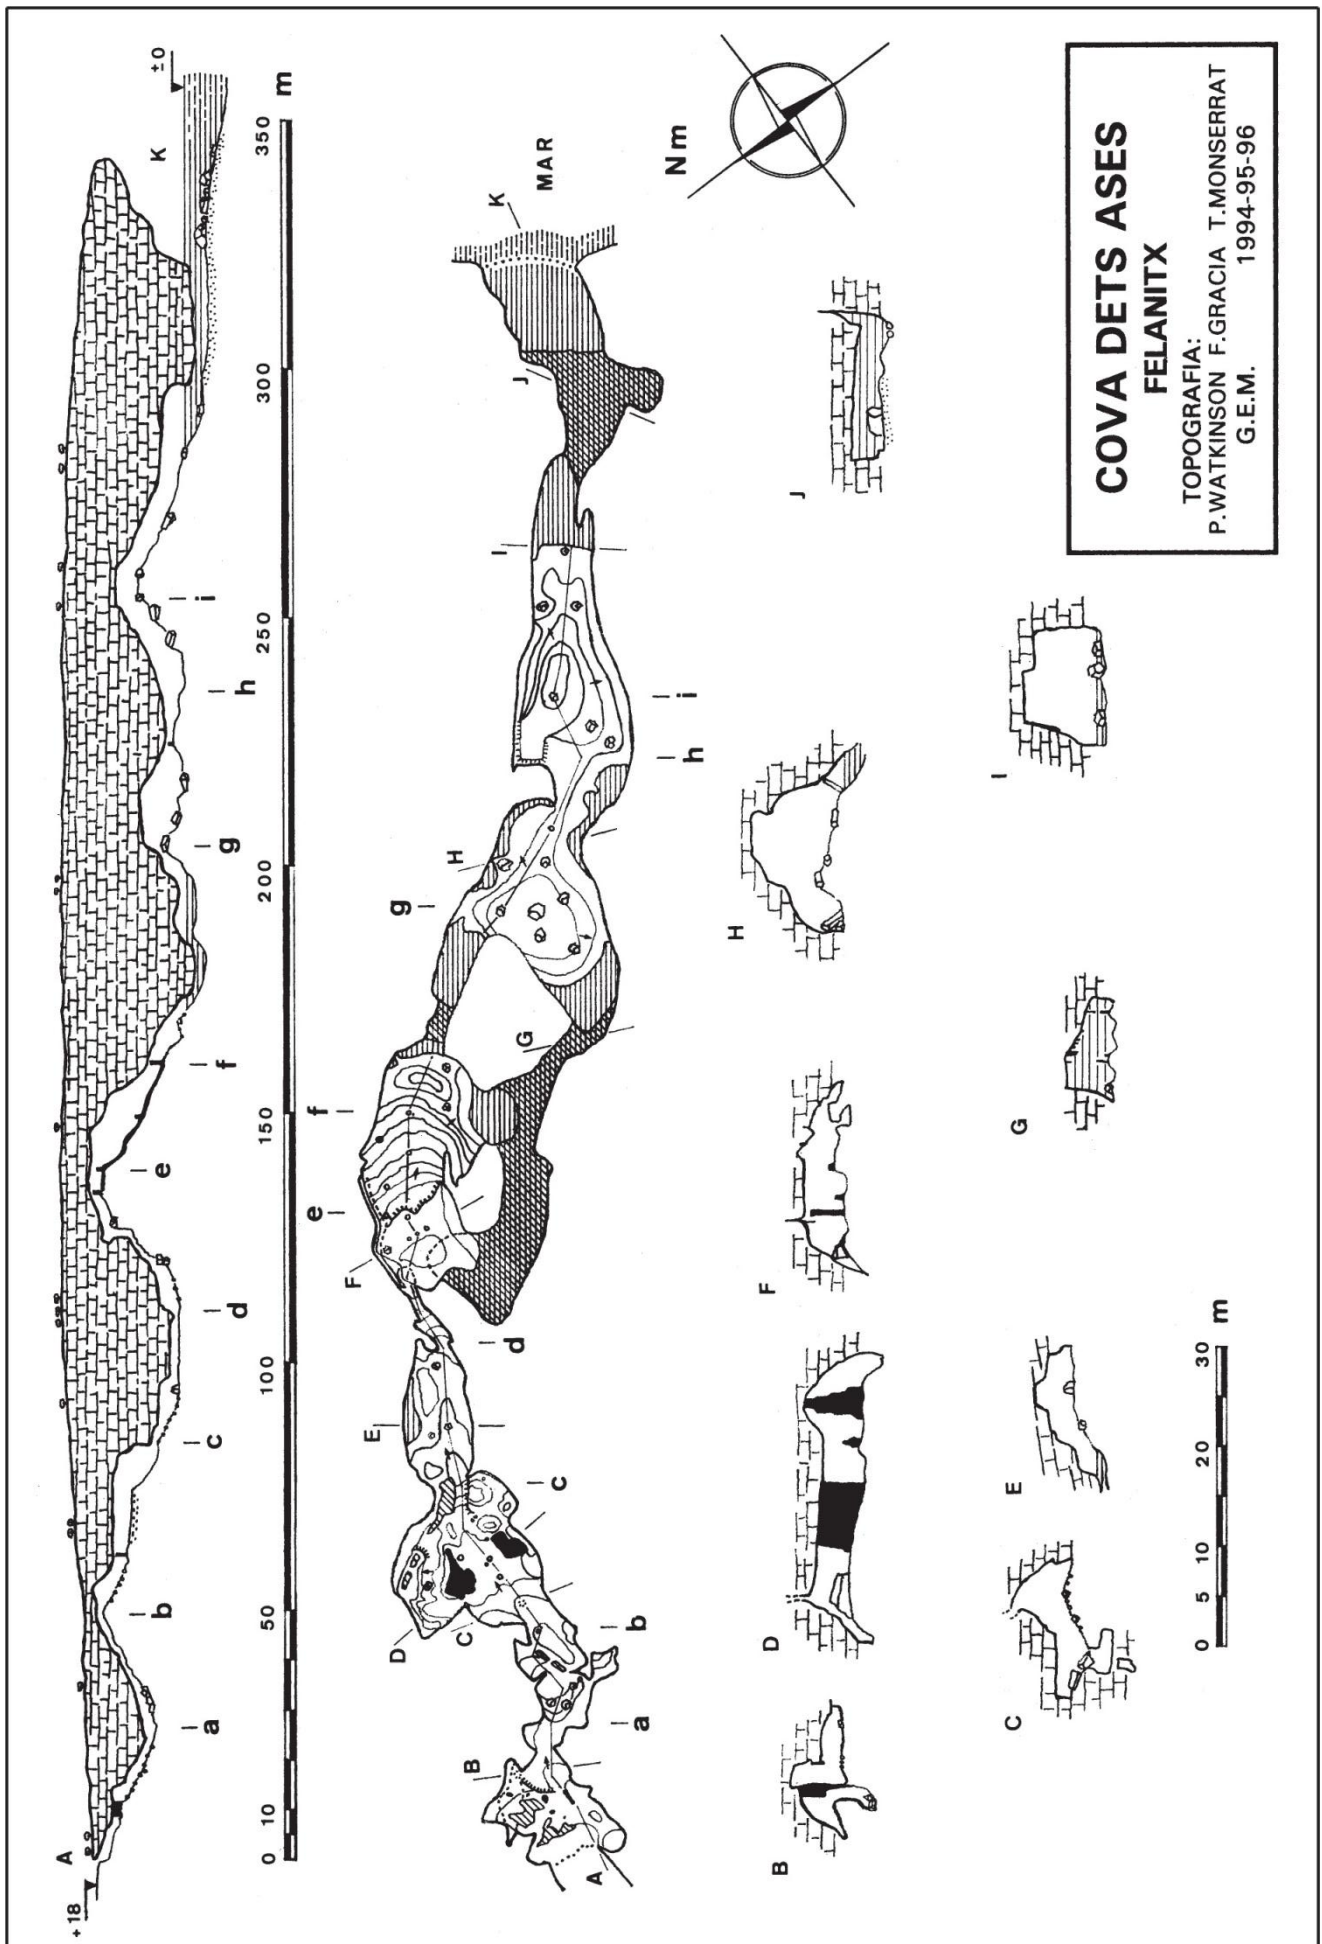 +18
A
K
±0
a
b
c
d
e
f
g
h
i
0 10 50 100 150 200 250 300 350 m
A
B
a
b
C
D
c
E
d
F
e
f
G
g
H
h
i
I
J
K
MAR
Nm
B
D
F
H
J
C
E
G
I
0 5 10 20 30 m
COVA DETS ASES
FELANITX
TOPOGRAFIA:
P.WATKINSON F.GRACIA T.MONSERRAT
G.E.M. 1994-95-96